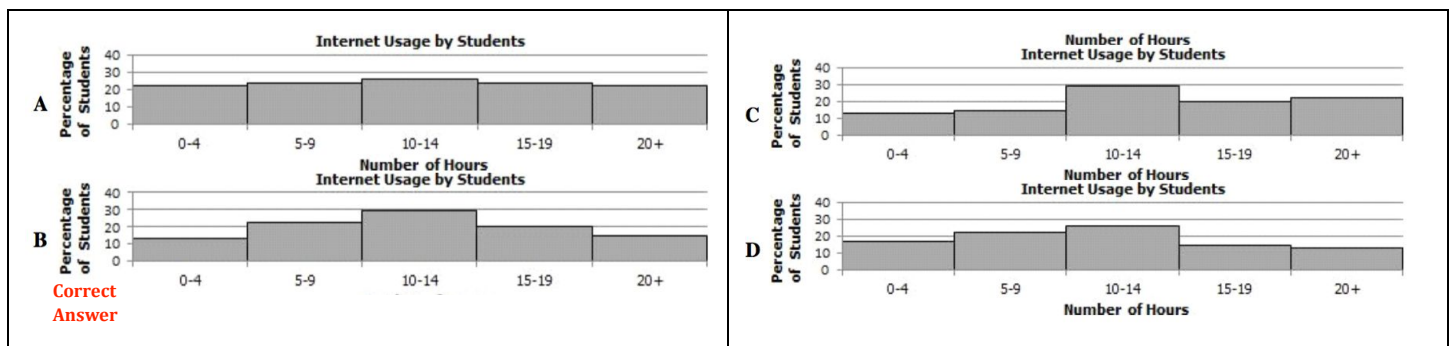 Internet Usage by Students
Percentage
of Students
40
30
20
10
0
A
0-4 5-9 10-14 15-19 20+
Number of Hours
Internet Usage by Students
Percentage
of Students
40
30
20
10
0
B
Correct
Answer
0-4 5-9 10-14 15-19 20+
Number of Hours
Internet Usage by Students
Percentage
of Students
40
30
20
10
0
C
0-4 5-9 10-14 15-19 20+
Number of Hours
Internet Usage by Students
Percentage
of Students
40
30
20
10
0
D
0-4 5-9 10-14 15-19 20+
Number of Hours